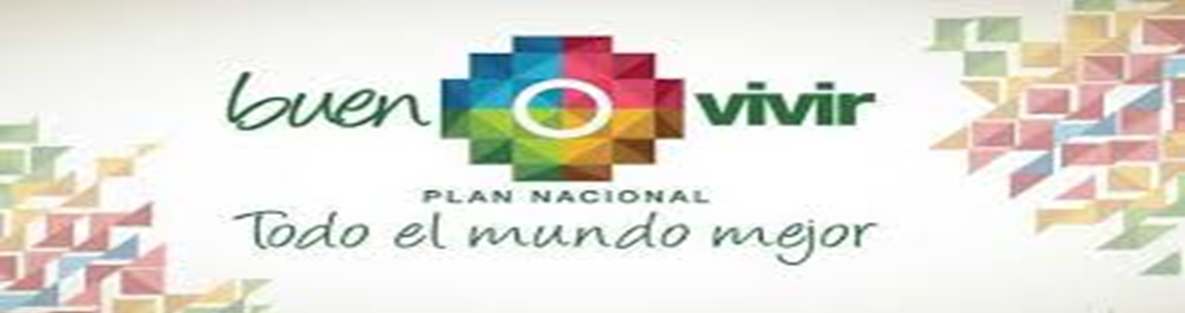 buen vivir
PLAN NACIONAL
Todo el mundo mejor